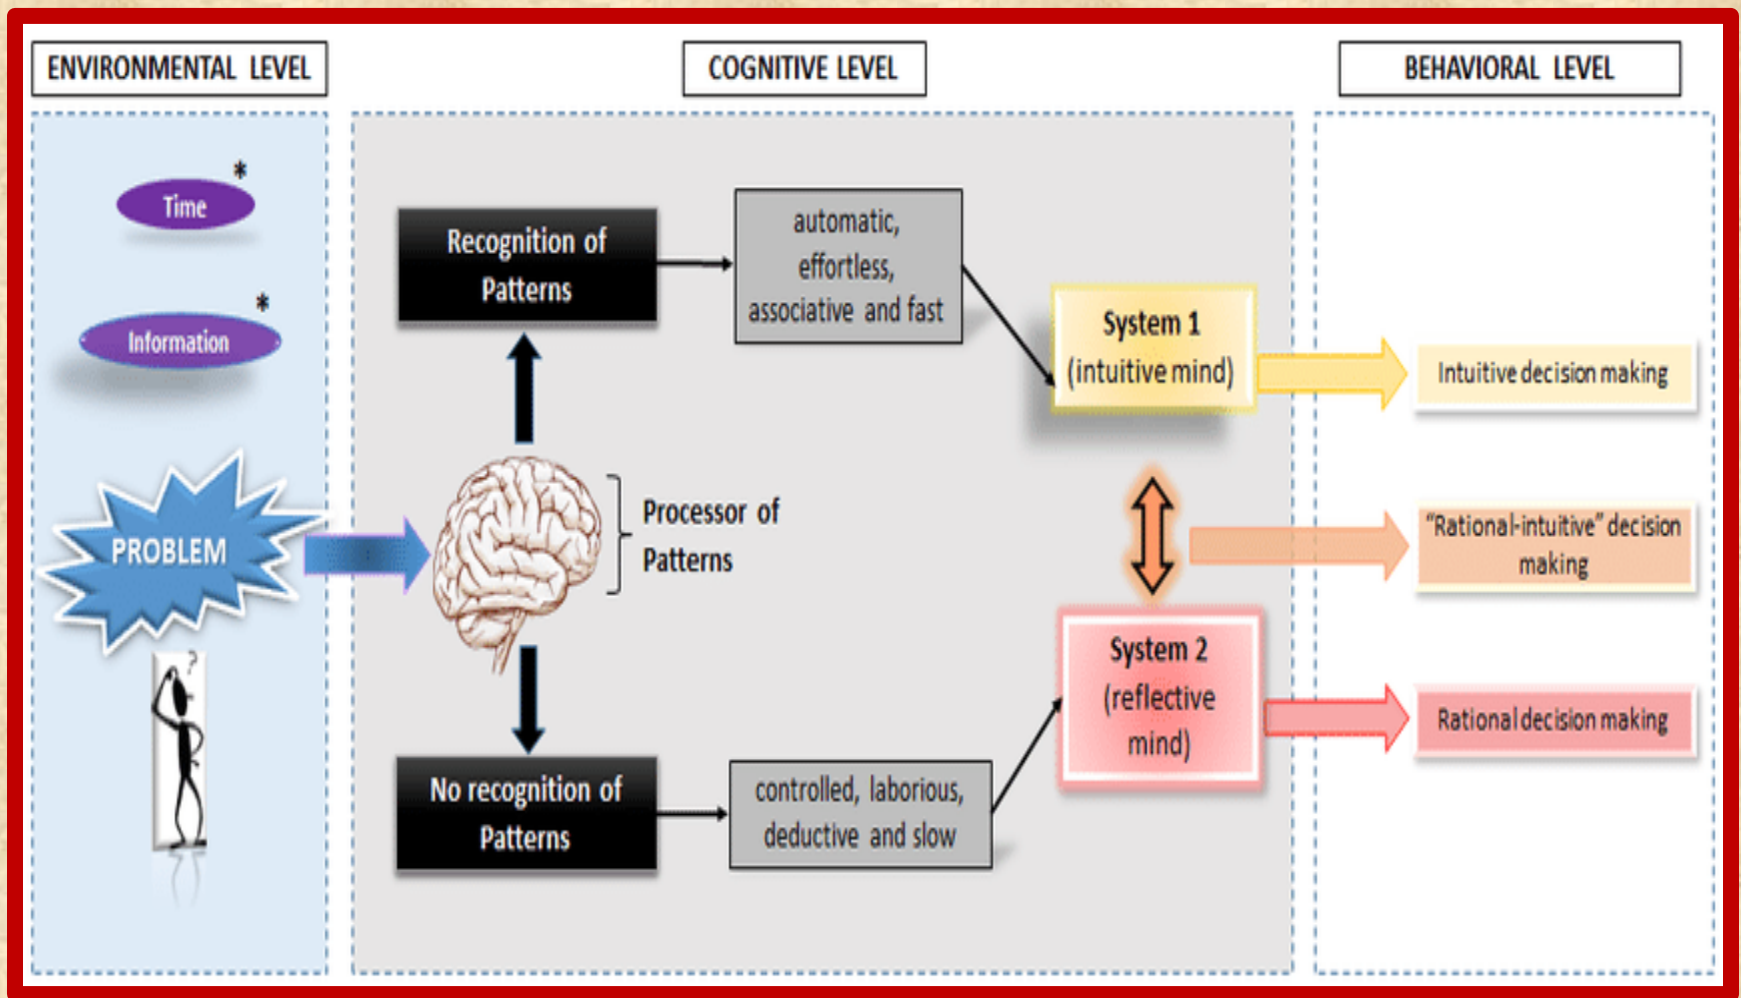 ENVIRONMENTAL LEVEL
COGNITIVE LEVEL
BEHAVIORAL LEVEL
*
Time
*
Information
PROBLEM
?
Recognition of
Patterns
automatic,
effortless,
associative and fast
Processor of
Patterns
No recognition of
Patterns
controlled, laborious,
deductive and slow
System 1
(intuitive mind)
System 2
(reflective
mind)
Intuitive decision making
“Rational-intuitive” decision
making
Rational decision making